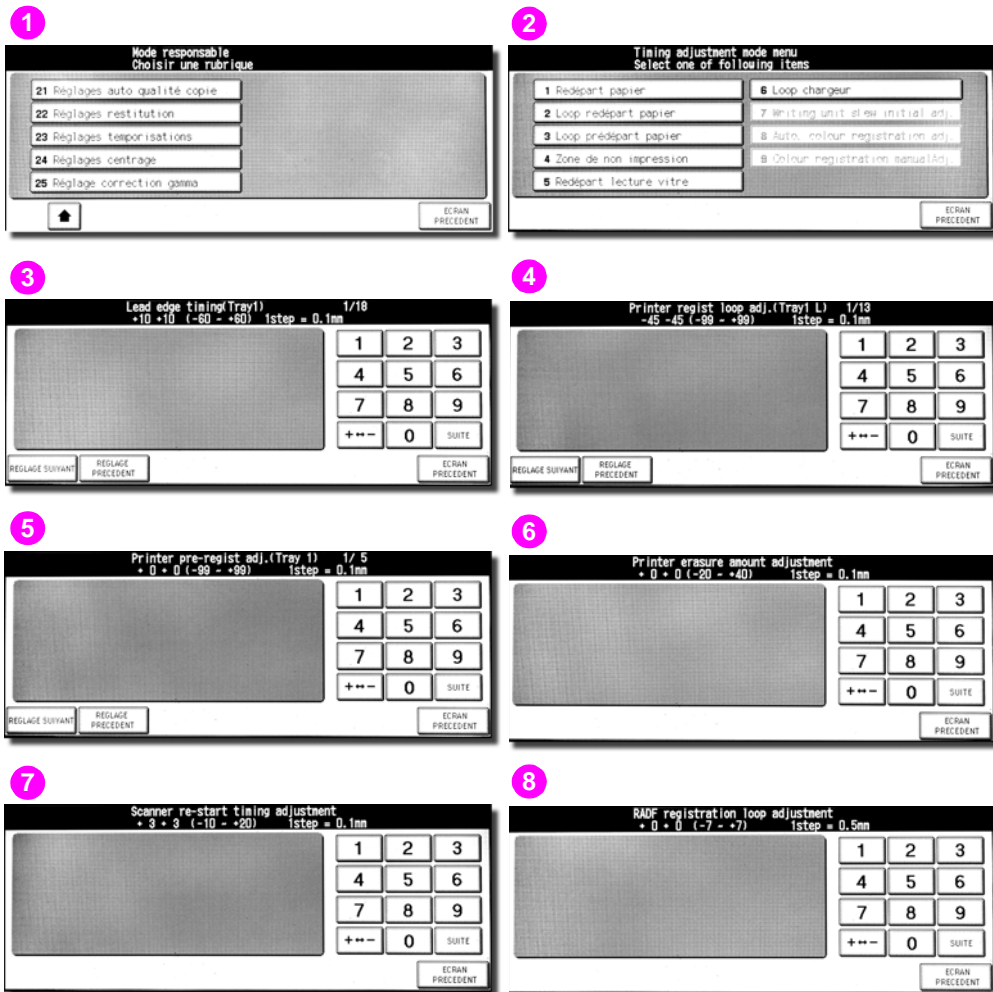 1
Mode responsable
Choisir une rubrique
21 Réglages auto qualité copie
22 Réglages restitution
23 Réglages temporisations
24 Réglages centrage
25 Réglage correction gamma
ECRAN
PRECEDENT
2
Timing adjustment mode menu
Select one of following items
1 Redépart papier
2 Loop redépart papier
3 Loop prédépart papier
4 Zone de non impression
5 Redépart lecture vitre
6 Loop chargeur
7 Writing unit slew initial adj.
8 Auto. colour registration adj.
9 Colour registration manualAdj.
ECRAN
PRECEDENT
3
Lead edge timing(Tray1) 1/18
+10 +10 (-60 - +60) 1step = 0.1mm
1 2 3
4 5 6
7 8 9
+↔- 0 SUITE
REGLAGE SUIVANT
REGLAGE
PRECEDENT
ECRAN
PRECEDENT
4
Printer regist loop adj.(Tray1 L) 1/13
-45 -45 (-99 - +99) 1step = 0.1mm
1 2 3
4 5 6
7 8 9
+↔- 0 SUITE
REGLAGE SUIVANT
REGLAGE
PRECEDENT
ECRAN
PRECEDENT
5
Printer pre-regist adj.(Tray 1) 1/ 5
+ 0 + 0 (-99 - +99) 1step = 0.1mm
1 2 3
4 5 6
7 8 9
+↔- 0 SUITE
REGLAGE SUIVANT
REGLAGE
PRECEDENT
ECRAN
PRECEDENT
6
Printer erasure amount adjustment
+ 0 + 0 (-20 - +40) 1step = 0.1mm
1 2 3
4 5 6
7 8 9
+↔- 0 SUITE
ECRAN
PRECEDENT
7
Scanner re-start timing adjustment
+ 3 + 3 (-10 - +20) 1step = 0.1mm
1 2 3
4 5 6
7 8 9
+↔- 0 SUITE
ECRAN
PRECEDENT
8
RADF registration loop adjustment
+ 0 + 0 (-7 - +7) 1step = 0.5mm
1 2 3
4 5 6
7 8 9
+↔- 0 SUITE
ECRAN
PRECEDENT